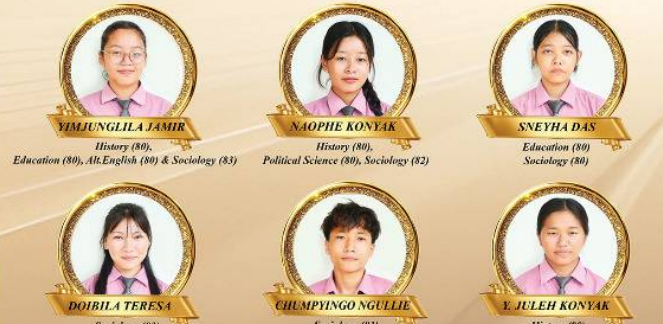 YIMJUNGLILA JAMIR
History (80),
Education (80), Alt.English (80) & Sociology (83)
NAOPHE KONYAK
History (80),
Political Science (80), Sociology (82)
SNEYHA DAS
Education (80)
Sociology (80)
DOIBILA TERESA
CHUMPYINGO NGULLIE
Y. JULEH KONYAK